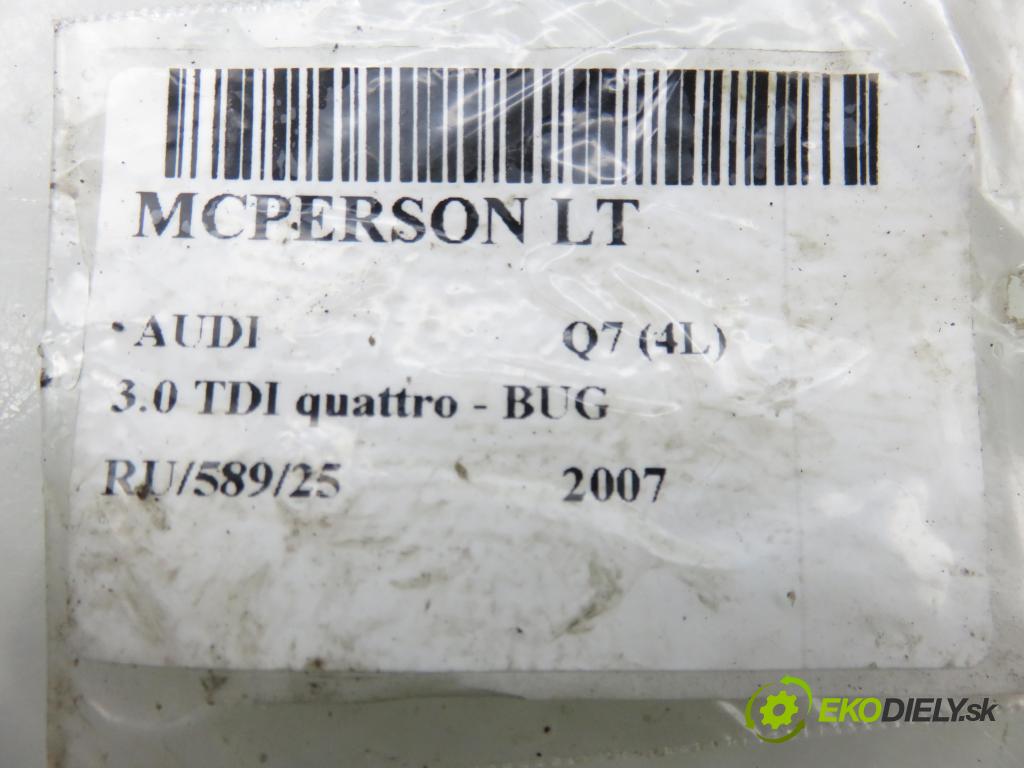 MCPERSON LT
AUDI Q7 (4L)
3.0 TDI quattro - BUG
RU/589/25 2007
EKODIELY.sk